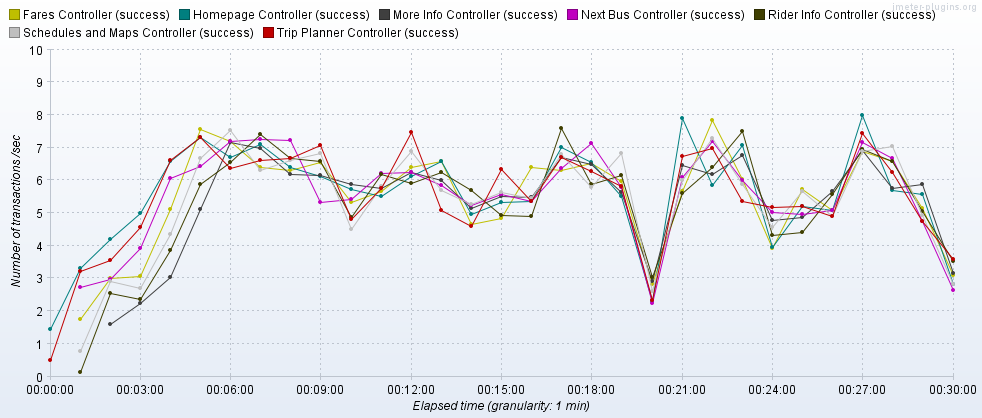 jmeter-plugins.org
Fares Controller (success) Homepage Controller (success) More Info Controller (success) Next Bus Controller (success) Rider Info Controller (success)
Schedules and Maps Controller (success) Trip Planner Controller (success)
10
9
8
7
6
5
4
3
2
1
0
Number of transactions /sec
00:00:00 00:03:00 00:06:00 00:09:00 00:12:00 00:15:00 00:18:00 00:21:00 00:24:00 00:27:00 00:30:00
Elapsed time (granularity: 1 min)